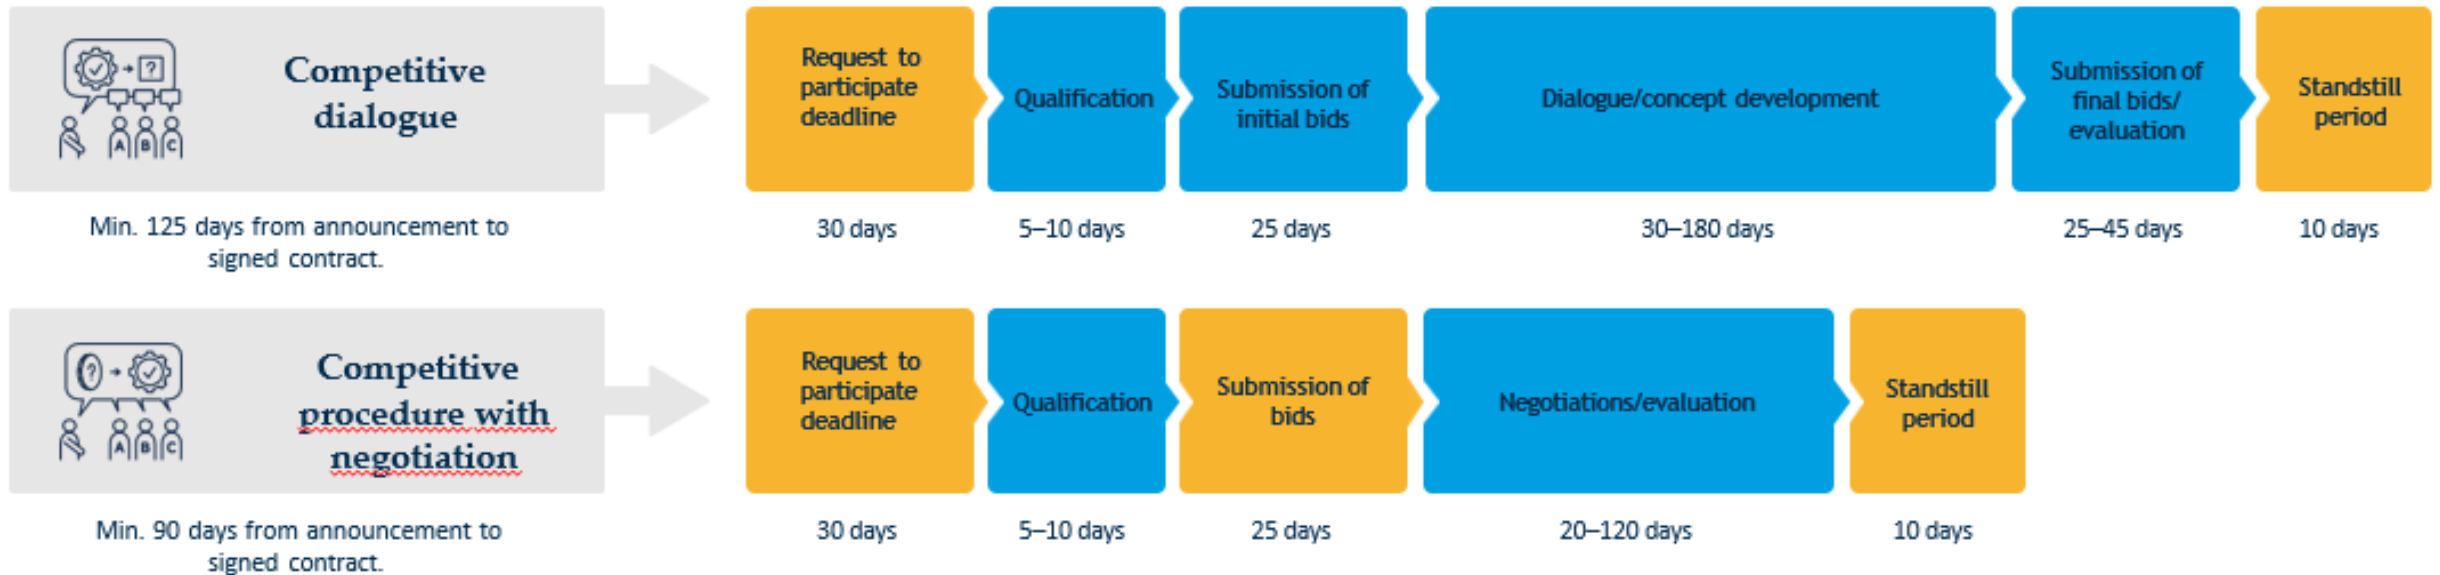 Competitive
dialogue
A B C
?
Min. 125 days from announcement to
signed contract.
Request to
participate
deadline
30 days
Qualification
5–10 days
Submission of
initial bids
25 days
Dialogue/concept development
30–180 days
Submission of
final bids/
evaluation
25–45 days
Standstill
period
10 days
Competitive
procedure with
negotiation
?
A B C
Min. 90 days from announcement to
signed contract.
Request to
participate
deadline
30 days
Qualification
5–10 days
Submission of
bids
25 days
Negotiations/evaluation
20–120 days
Standstill
period
10 days